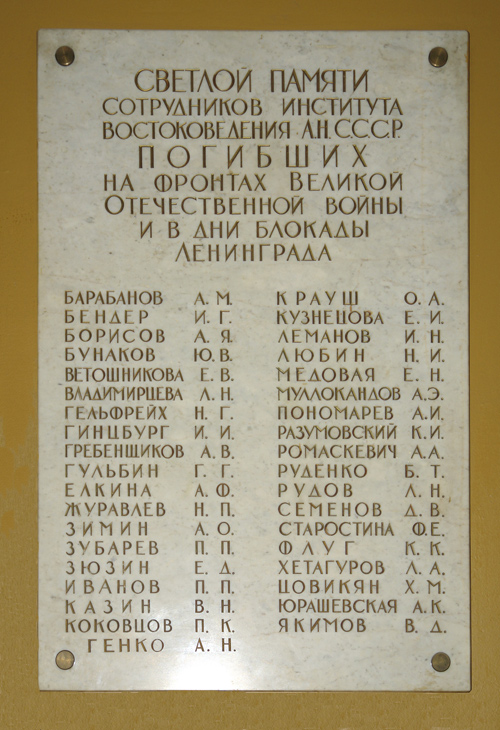 СВЕТЛОЙ ПАМЯТИ
СОТРУДНИКОВ ИНСТИТУТА
ВОСТОКОВЕДЕНИЯ А.Н. С С С Р.
ПОГИБШИХ
НА ФРОНТАХ ВЕЛИКОЙ
ОТЕЧЕСТВЕННОЙ ВОЙНЫ
И В ДНИ БЛОКАДЫ
ЛЕНИНГРАДА
БАРАБАНОВ А. М.
БЕНДЕР И. Г.
БОРИСОВ А. Я.
БУНАКОВ Ю. В.
ВЕТОШНИКОВА Е. В.
ВЛАДИМИРЦЕВА Л. Н.
ГЕЛЬФРЕЙХ Н. Г.
ГИНЦБУРГ И. И.
ГРЕБЕНЩИКОВ А. В.
ГУЛЬБИН Г. Г.
ЕЛКИНА А. Ф.
ЖУРАВЛЕВ Н. П.
ЗИМИН А. О.
ЗУБАРЕВ П. П.
ЗЮЗИН Е. Д.
ИВАНОВ П. П.
КАЗИН В. Н.
КОКОВЦОВ П. К.
ГЕНКО А. Н.
КРАУШ О. А.
КУЗНЕЦОВА Е. И.
ЛЕМАНОВ И. Н.
ЛЮБИН Н. И.
МЕДОВАЯ Е. Н.
МУЛЛОКАНДОВ А. Э.
ПОНОМАРЕВ А. И.
РАЗУМОВСКИЙ К. И.
РОМАСКЕВИЧ А. А.
РУДЕНКО Б. Т.
РУДОВ Л. Н.
СЕМЕНОВ Д. В.
СТАРОСТИНА Ф. Е.
ФЛУГ К. К.
ХЕТАГУРОВ Л. А.
ЦОВИКЯН Х. М.
ЮРАШЕВСКАЯ А. К.
ЯКИМОВ В. Д.